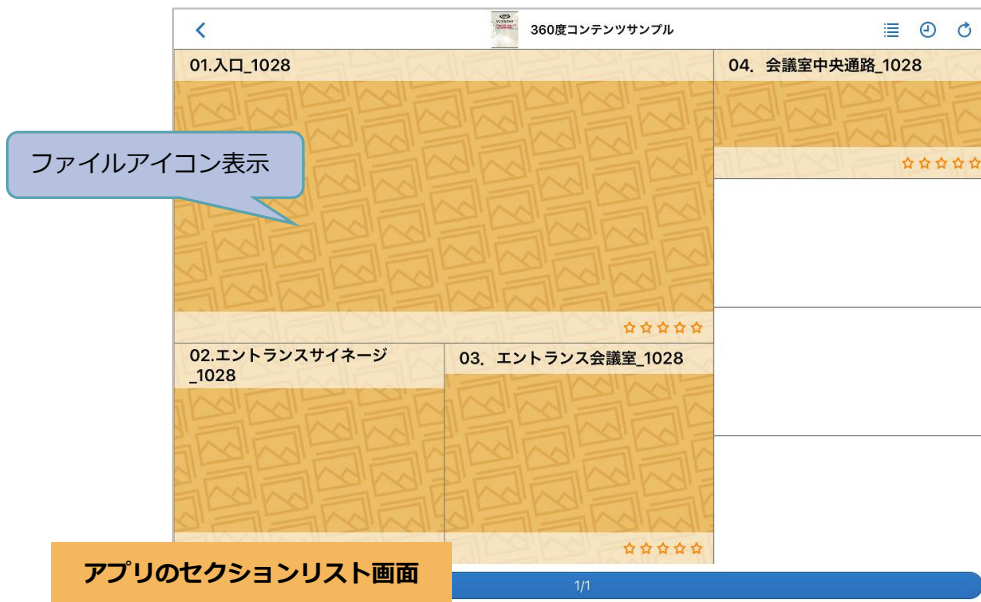 360度コンテンツサンプル
01.入口_1028
04．会議室中央通路_1028
ファイルアイコン表示
02.エントランスサイネージ
_1028
03．エントランス会議室_1028
アプリのセクションリスト画面
1/1